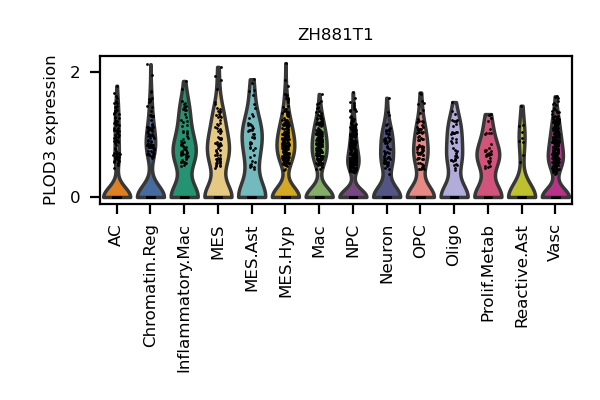 ZH881T1
PLOD3 expression
2
0
AC
Chromatin.Reg
Inflammatory.Mac
MES
MES.Ast
MES.Hyp
Mac
NPC
Neuron
OPC
Oligo
Prolif.Metab
Reactive.Ast
Vasc